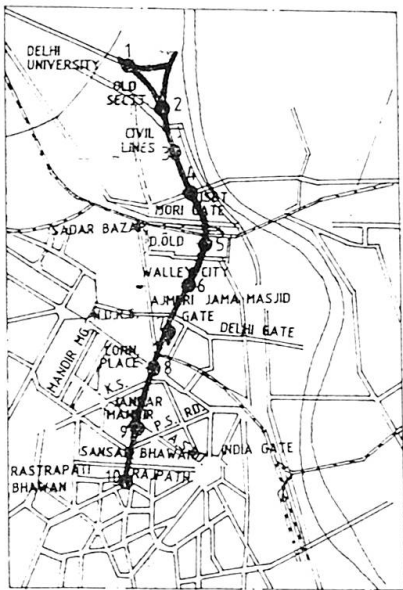 1
DELHI
UNIVERSITY
OLD
SECTT
2
CIVIL
LINES
3
4
ISBT
MORI GATE
SADAR BAZAR
D.OLD
5
WALLEY CITY
6
AJMERI JAMA MASJID
GATE
N.D.R.S
DELHI GATE
MANDIR MG.
CONN.
PLACE
8
K.S.
JANTAR
MANTAR
P.S. RD.
9
SANSAD BHAWAN
INDIA GATE
RASTRAPATI
BHAWAN
10
RAJPATH